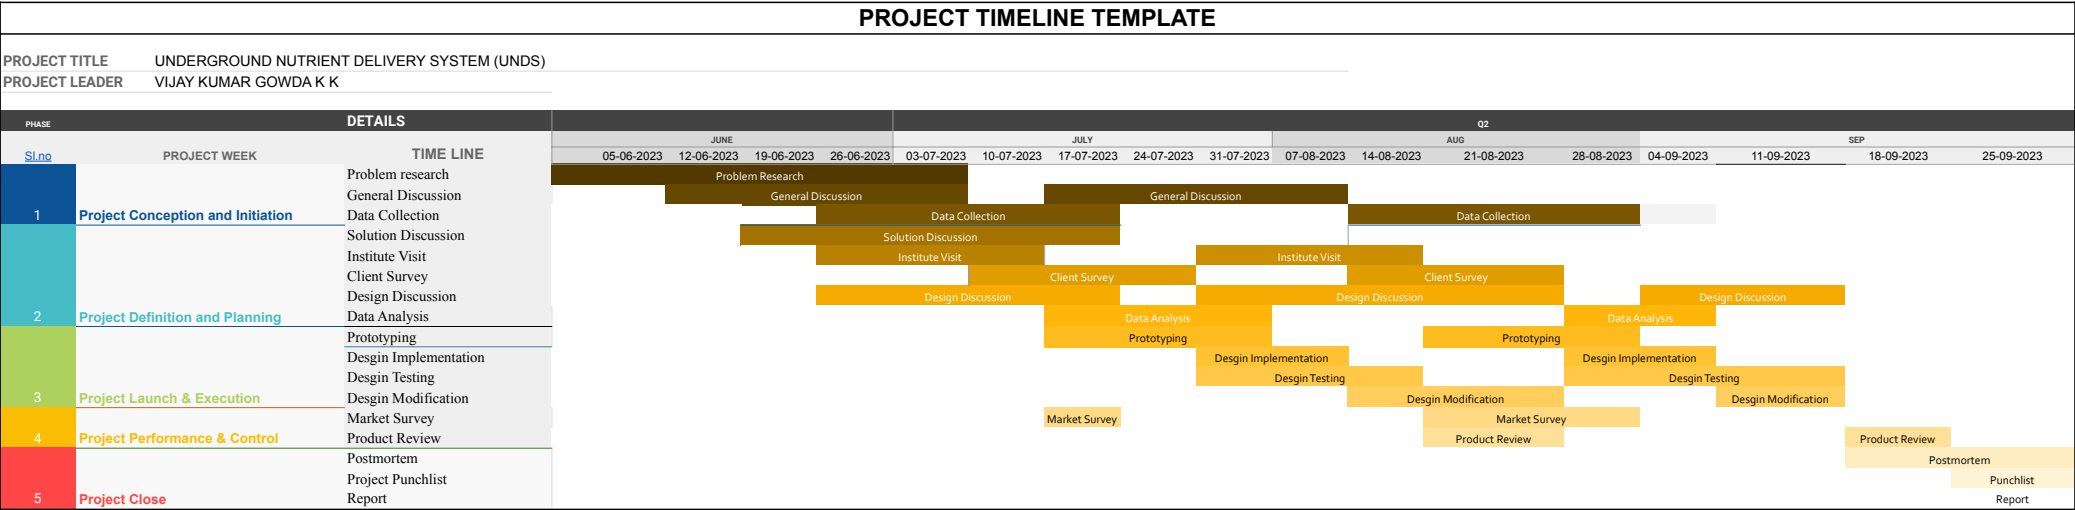 PROJECT TIMELINE TEMPLATE
PROJECT TITLE UNDERGROUND NUTRIENT DELIVERY SYSTEM (UNDS)
PROJECT LEADER VIJAY KUMAR GOWDA K K
PHASE DETAILS Q2
JUNE JULY AUG SEP
Sl.no PROJECT WEEK TIME LINE 05-06-2023 12-06-2023 19-06-2023 26-06-2023 03-07-2023 10-07-2023 17-07-2023 24-07-2023 31-07-2023 07-08-2023 14-08-2023 21-08-2023 28-08-2023 04-09-2023 11-09-2023 18-09-2023 25-09-2023
Problem research Problem Research
General Discussion General Discussion General Discussion
1 Project Conception and Initiation Data Collection Data Collection Data Collection
Solution Discussion Solution Discussion
Institute Visit Institute Visit Institute Visit
Client Survey Client Survey Client Survey
Design Discussion Design Discussion Design Discussion Design Discussion
2 Project Definition and Planning Data Analysis Data Analysis Data Analysis
Prototyping Prototyping Prototyping
Desgin Implementation Desgin Implementation Desgin Implementation
Desgin Testing Desgin Testing Desgin Testing
3 Project Launch & Execution Desgin Modification Desgin Modification Desgin Modification
Market Survey Market Survey Market Survey
4 Project Performance & Control Product Review Product Review Product Review
Postmortem Postmortem
Project Punchlist Punchlist
5 Project Close Report Report